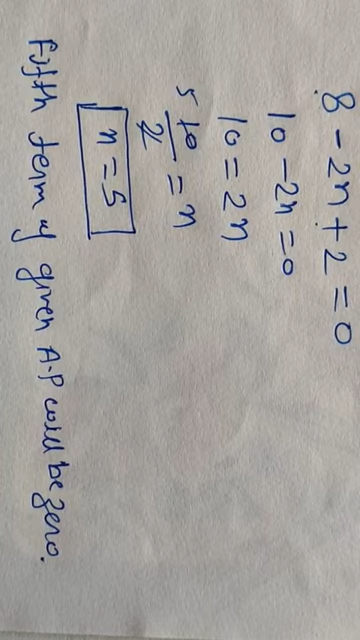 8 - 2n + 2 = 0
10 - 2n = 0
10 = 2n
5 10/2 = n
n = 5
Fifth term of given A.P could be zero.